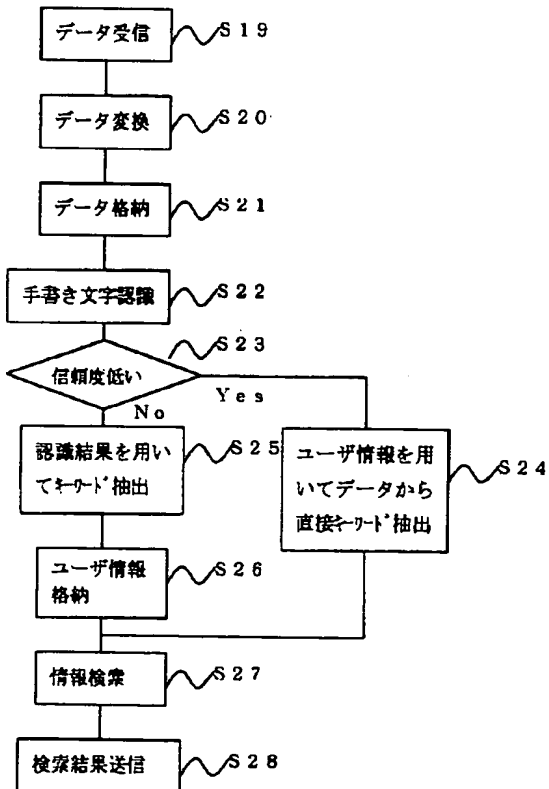 データ受信
S19
データ変換
S20
データ格納
S21
手書き文字認識
S22
S23
信頼度低い
Yes
No
認識結果を用い
てキーワード抽出
S25
ユーザ情報を用
いてデータから
直接キーワード抽出
S24
ユーザ情報
格納
S26
情報検索
S27
検索結果送信
S28